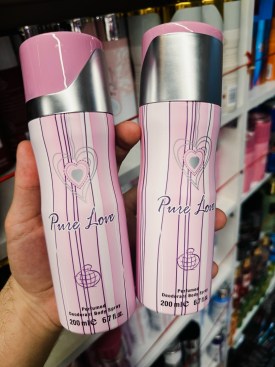 Pure Love
Perfumed
Deodorant Body Spray
200 ml℮ 6.7 fl.oz
Pure Love
Perfumed
Deodorant Body Spray
200 ml℮ 6.7 fl.